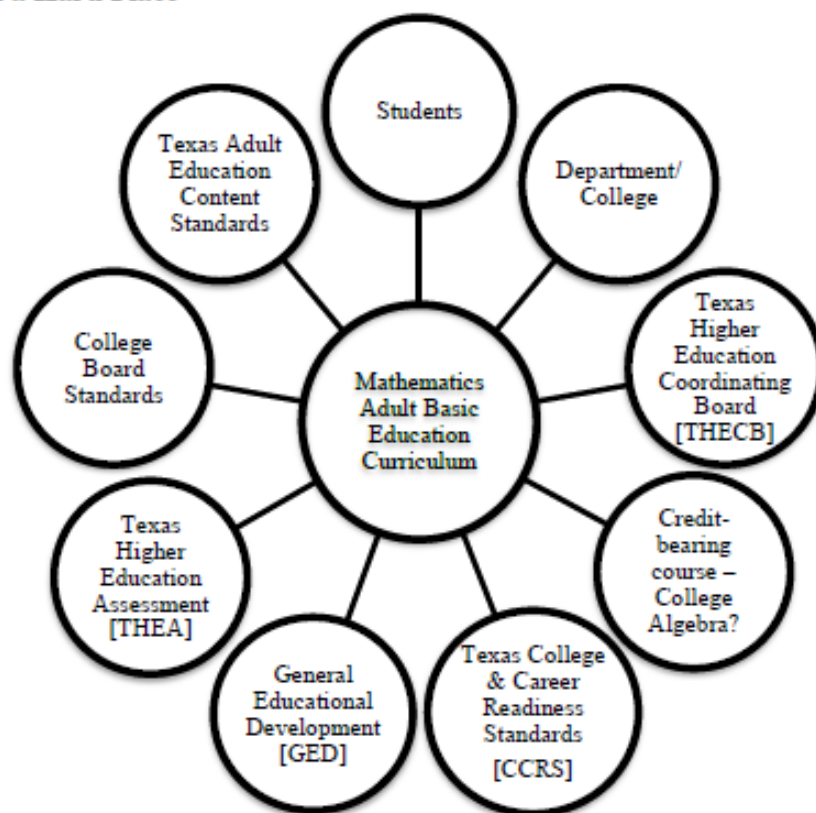 Students
Department/
College
Texas
Higher
Education
Coordinating
Board
[THECB]
Credit-
bearing
course –
College
Algebra?
Texas College
& Career
Readiness
Standards
[CCRS]
General
Educational
Development
[GED]
Texas
Higher
Education
Assessment
[THEA]
College
Board
Standards
Texas Adult
Education
Content
Standards
Mathematics
Adult Basic
Education
Curriculum